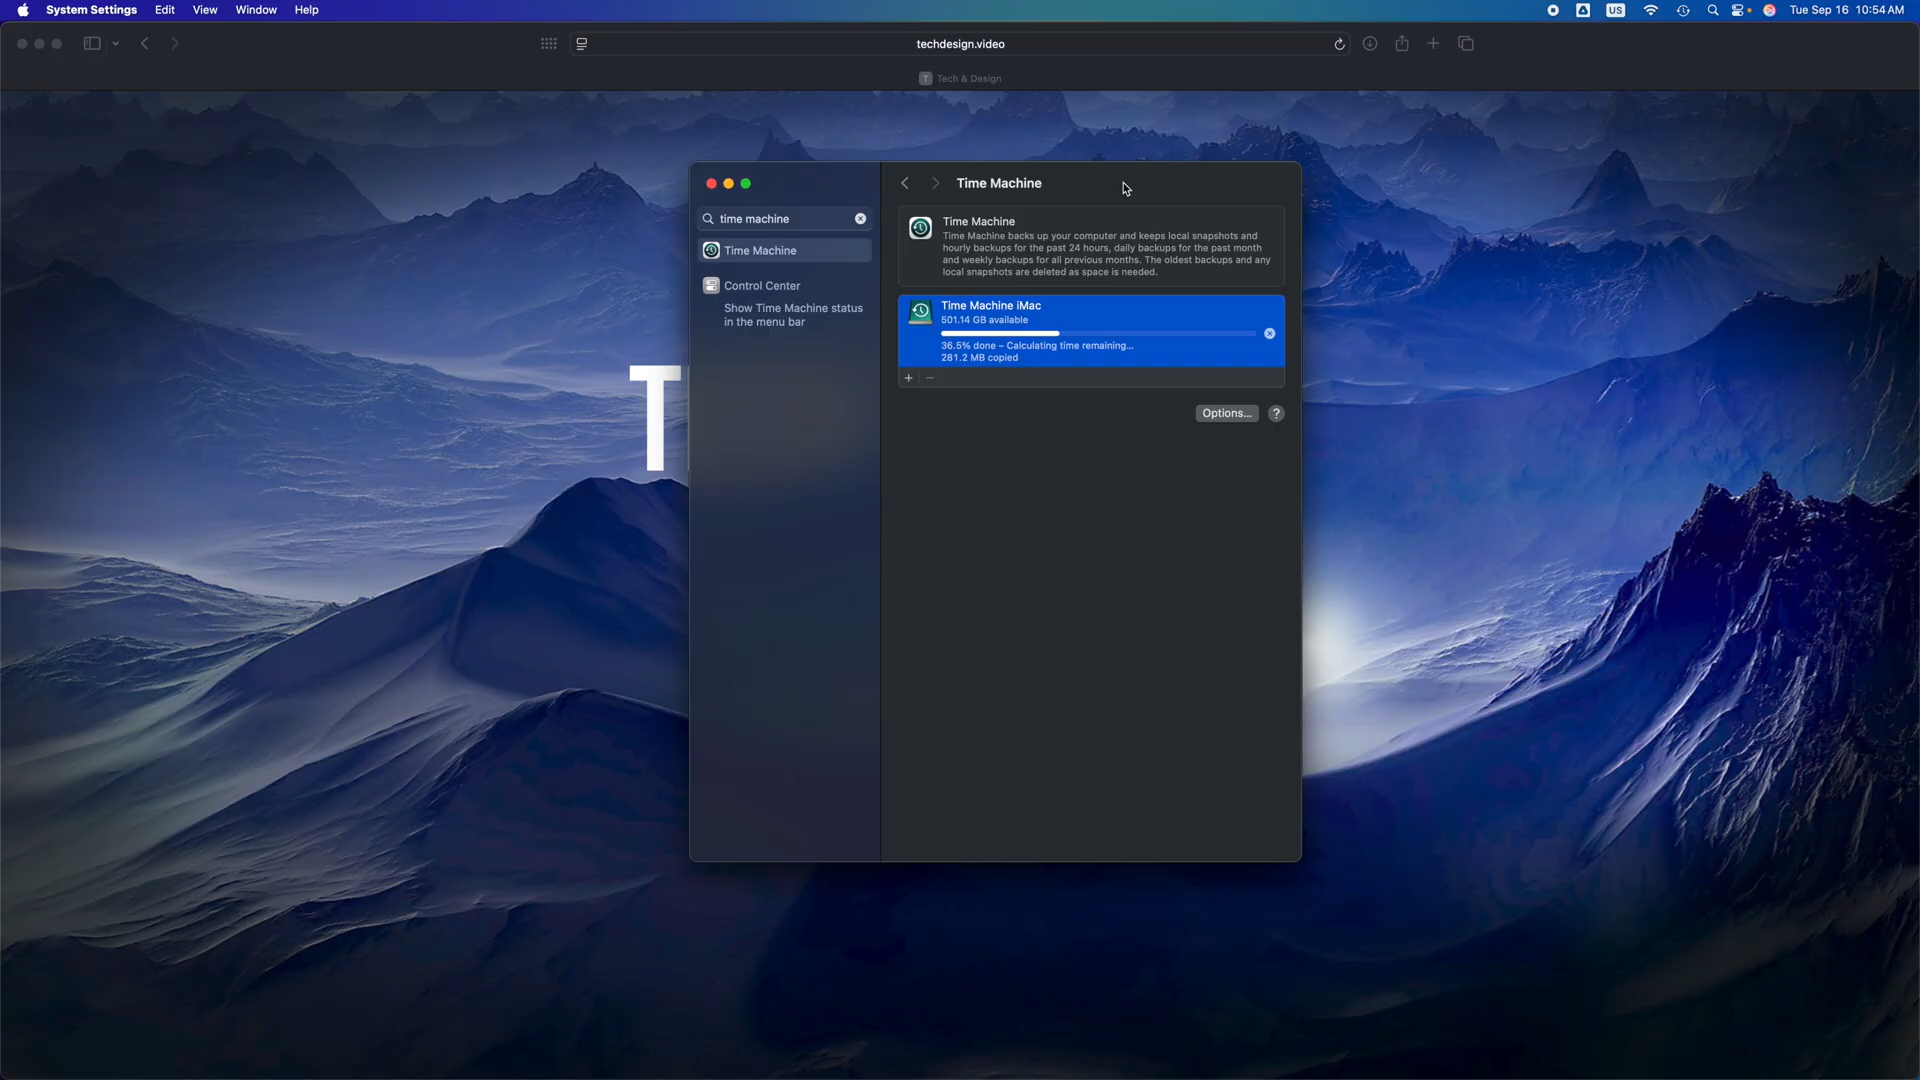 System Settings Edit View Window Help
US
Tue Sep 16 10:54 AM
techdesign.video
T Tech & Design
Time Machine
time machine
Time Machine
Control Center
Show Time Machine status
in the menu bar
Time Machine
Time Machine backs up your computer and keeps local snapshots and
hourly backups for the past 24 hours, daily backups for the past month
and weekly backups for all previous months. The oldest backups and any
local snapshots are deleted as space is needed.
Time Machine iMac
501.14 GB available
36.5% done – Calculating time remaining...
281.2 MB copied
Options...
?
T